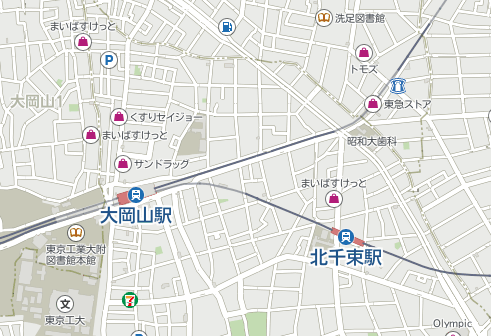 洗足図書館
まいばすけっと
トモズ
P
大岡山1
東急ストア
くすりセイジョー
まいばすけっと
昭和大歯科
サンドラッグ
まいばすけっと
大岡山駅
東京工業大附
図書館本館
北千束駅
7
東京工大
文
Olympic